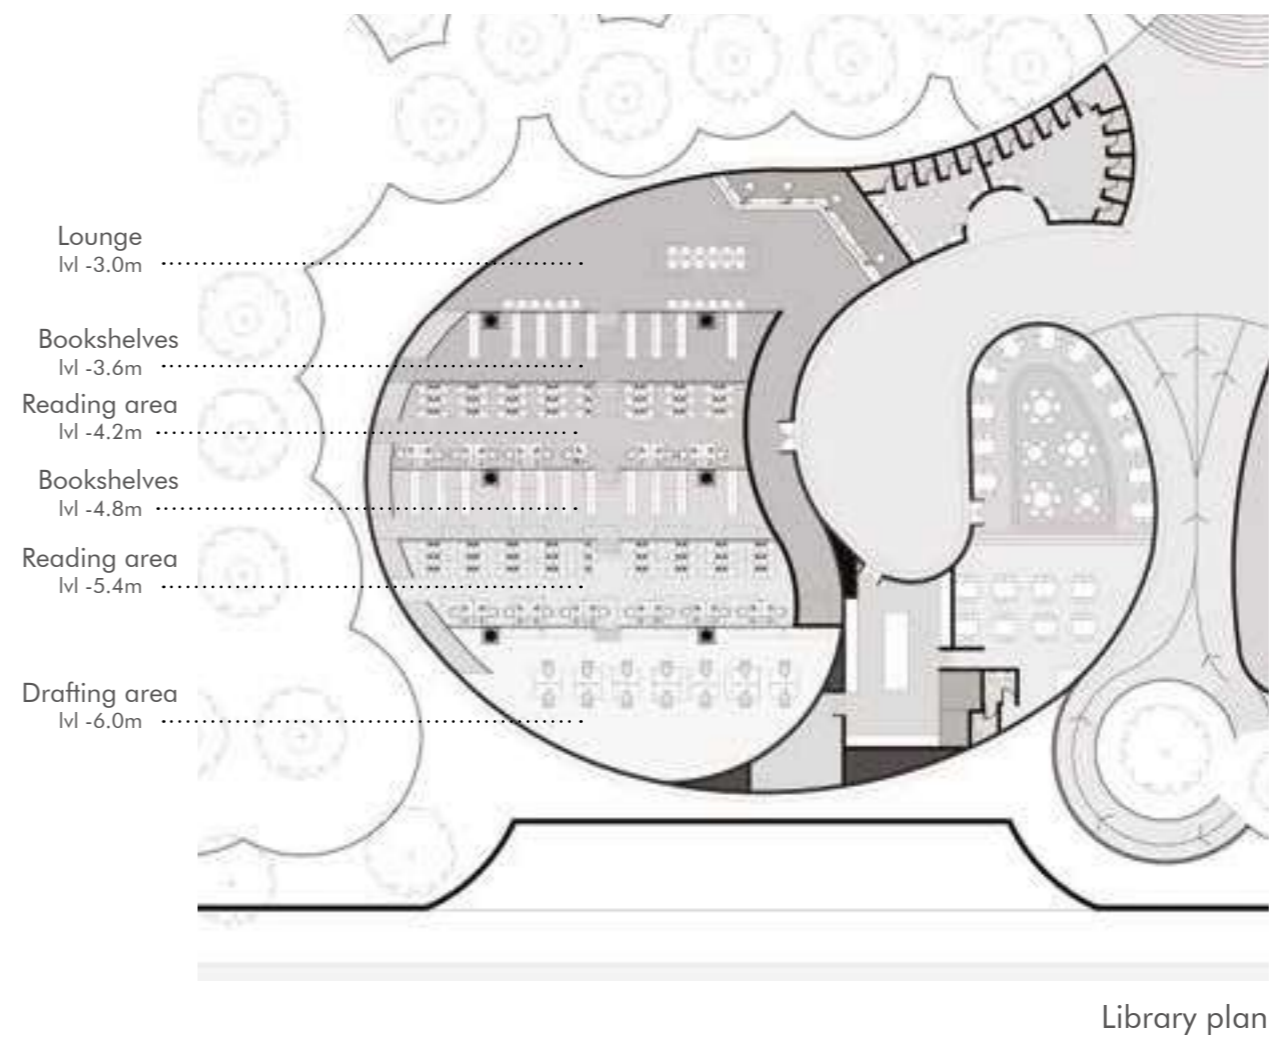 Lounge
lvl -3.0m
Bookshelves
lvl -3.6m
Reading area
lvl -4.2m
Bookshelves
lvl -4.8m
Reading area
lvl -5.4m
Drafting area
lvl -6.0m
Library plan